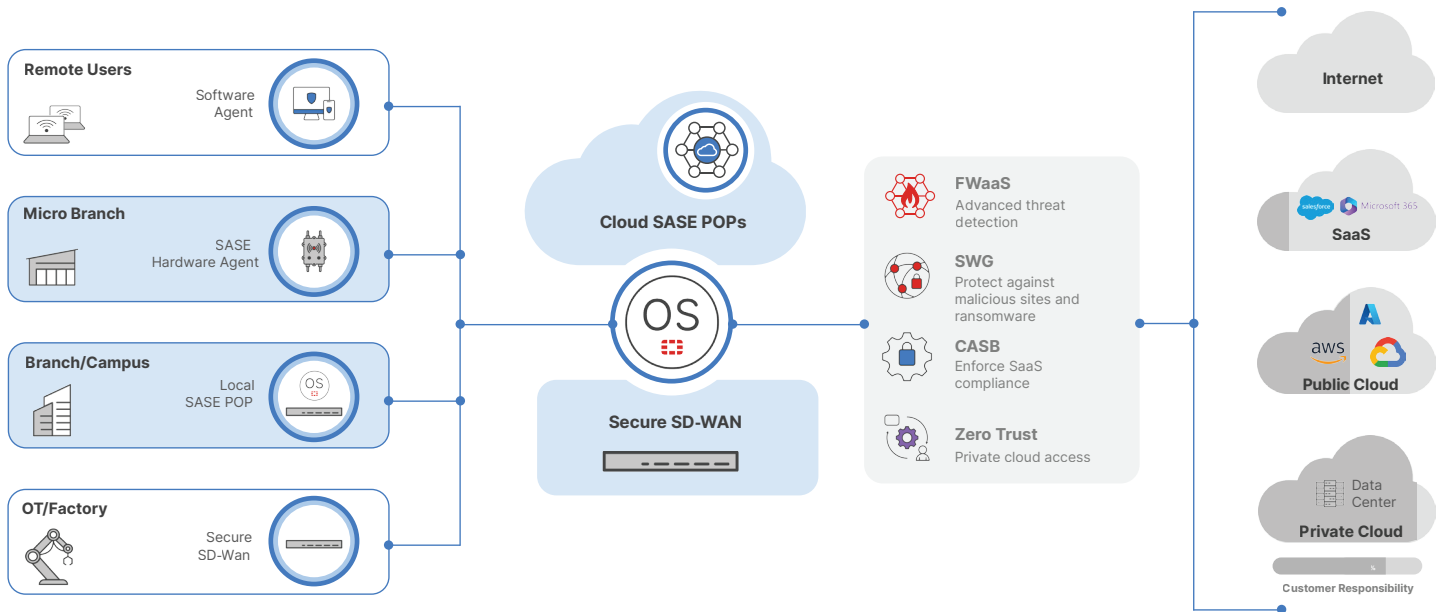 Remote Users
Software
Agent
Micro Branch
SASE
Hardware Agent
Branch/Campus
Local
SASE POP
OS
OT/Factory
Secure
SD-Wan
Cloud SASE POPs
OS
Secure SD-WAN
FWaaS
Advanced threat
detection
SWG
Protect against
malicious sites and
ransomware
CASB
Enforce SaaS
compliance
Zero Trust
Private cloud access
Internet
salesforce
Microsoft 365
SaaS
aws
Public Cloud
Data
Center
Private Cloud
%
Customer Responsibility